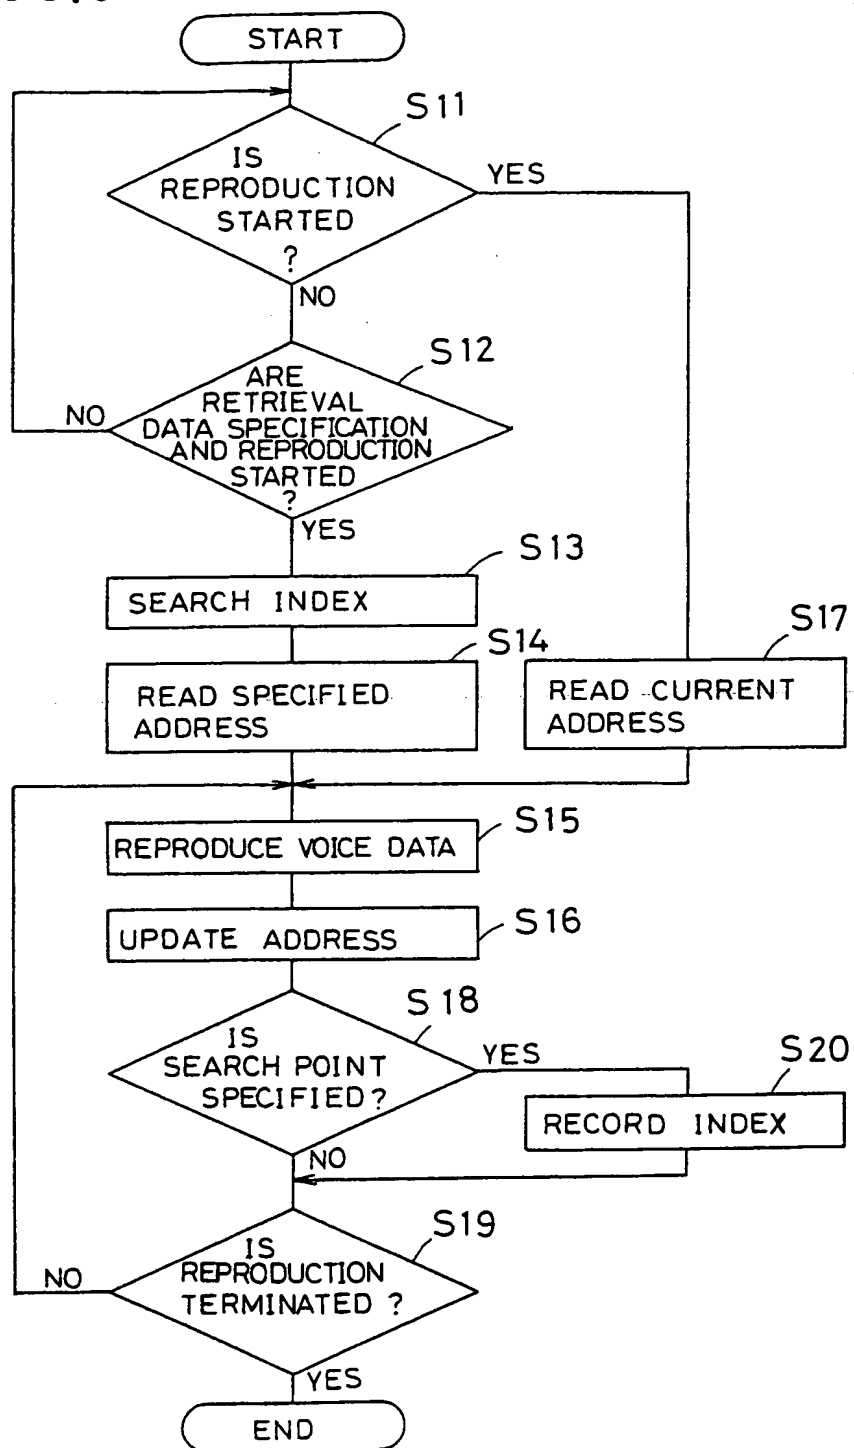 START
S11
IS
REPRODUCTION
STARTED
?
YES
NO
S12
ARE
RETRIEVAL
DATA SPECIFICATION
AND REPRODUCTION
STARTED
?
NO
YES
S13
SEARCH INDEX
S14
READ SPECIFIED
ADDRESS
S17
READ CURRENT
ADDRESS
S15
REPRODUCE VOICE DATA
S16
UPDATE ADDRESS
S18
IS
SEARCH POINT
SPECIFIED?
YES
S20
RECORD INDEX
NO
S19
IS
REPRODUCTION
TERMINATED ?
NO
YES
END